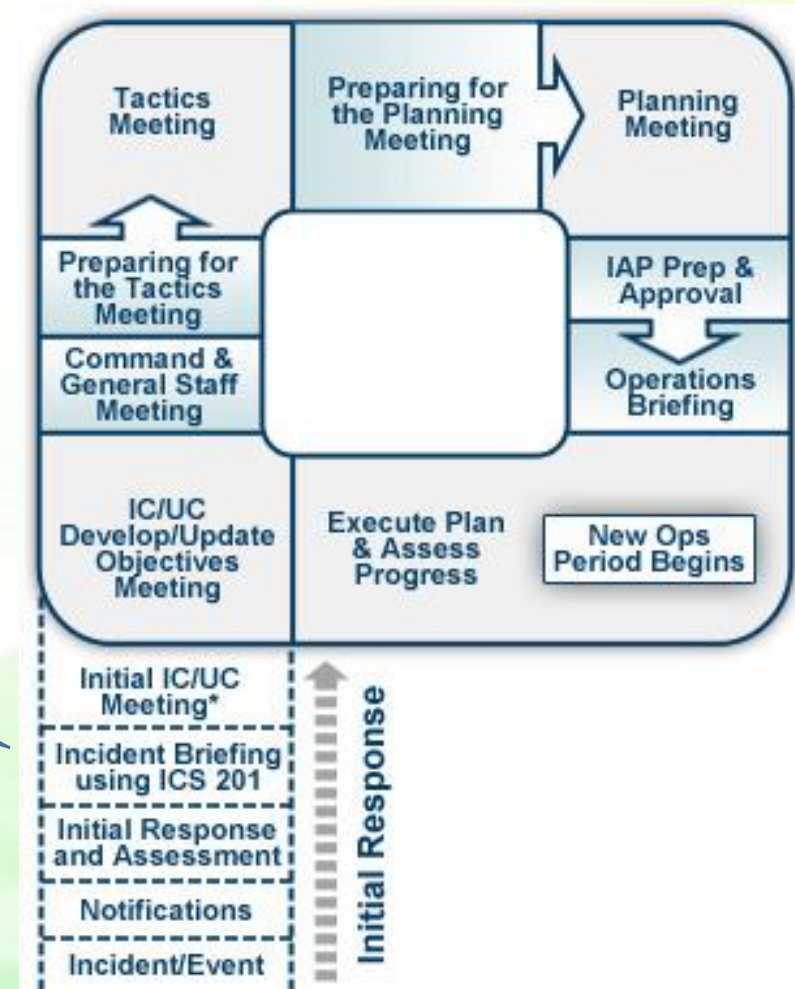 Tactics
Meeting
Preparing for
the Planning
Meeting
Planning
Meeting
Preparing for
the Tactics
Meeting
IAP Prep &
Approval
Command &
General Staff
Meeting
Operations
Briefing
IC/UC
Develop/Update
Objectives
Meeting
Execute Plan
& Assess
Progress
New Ops
Period Begins
Initial IC/UC
Meeting*
Incident Briefing
using ICS 201
Initial Response
and Assessment
Notifications
Incident/Event
Initial Response